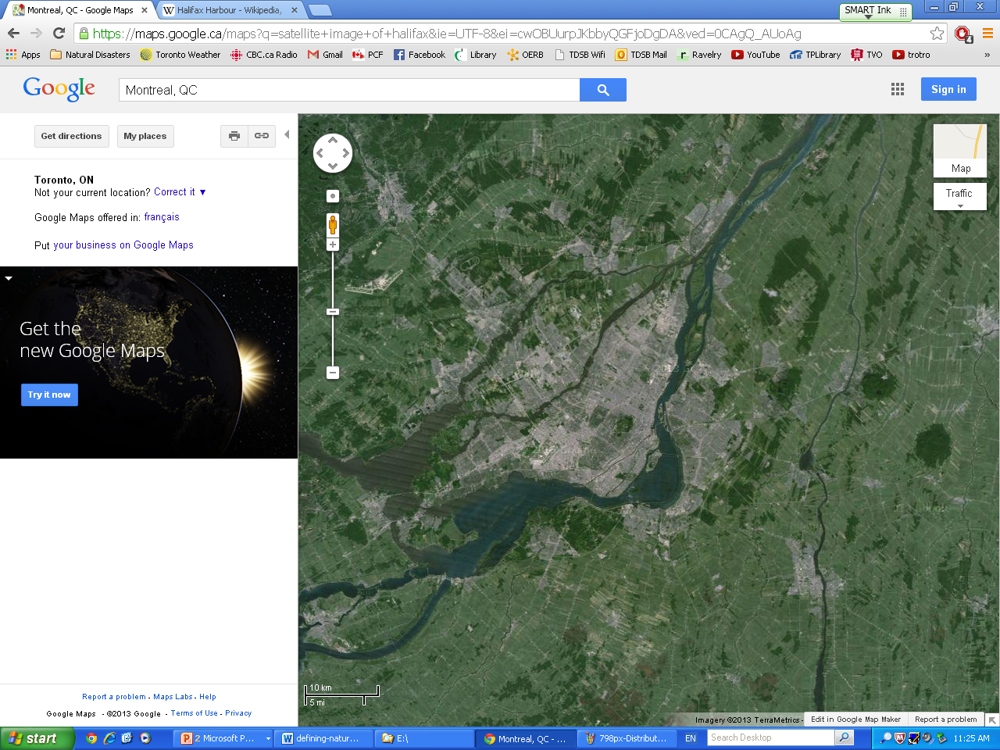 Montreal, QC - Google Maps
Halifax Harbour - Wikipedia,
SMART Ink
https://maps.google.ca/maps?q=satellite+image+of+halifax&ie=UTF-8&ei=cwOBUurpJKbbyQGFjoDgDA&ved=0CAgQ_AUoAg
4
Apps Natural Disasters Toronto Weather CBC.ca Radio Gmail PCF Facebook Library OERB TDSB Wifi TDSB Mail Ravelry YouTube TPLibrary TVO trotro »
Google
Montreal, QC
Sign in
Get directions My places
Toronto, ON
Not your current location? Correct it ▼
Google Maps offered in: français
Put your business on Google Maps
Get the
new Google Maps
Try it now
Map
Traffic
10 km
5 mi
Report a problem - Maps Labs - Help
Google Maps - ©2013 Google - Terms of Use - Privacy
Imagery ©2013 TerraMetrics - Edit in Google Map Maker Report a problem
start
2 Microsoft P...
defining-natur...
E:\
Montreal, QC - ...
798px-Distribut...
EN
Search Desktop
11:25 AM